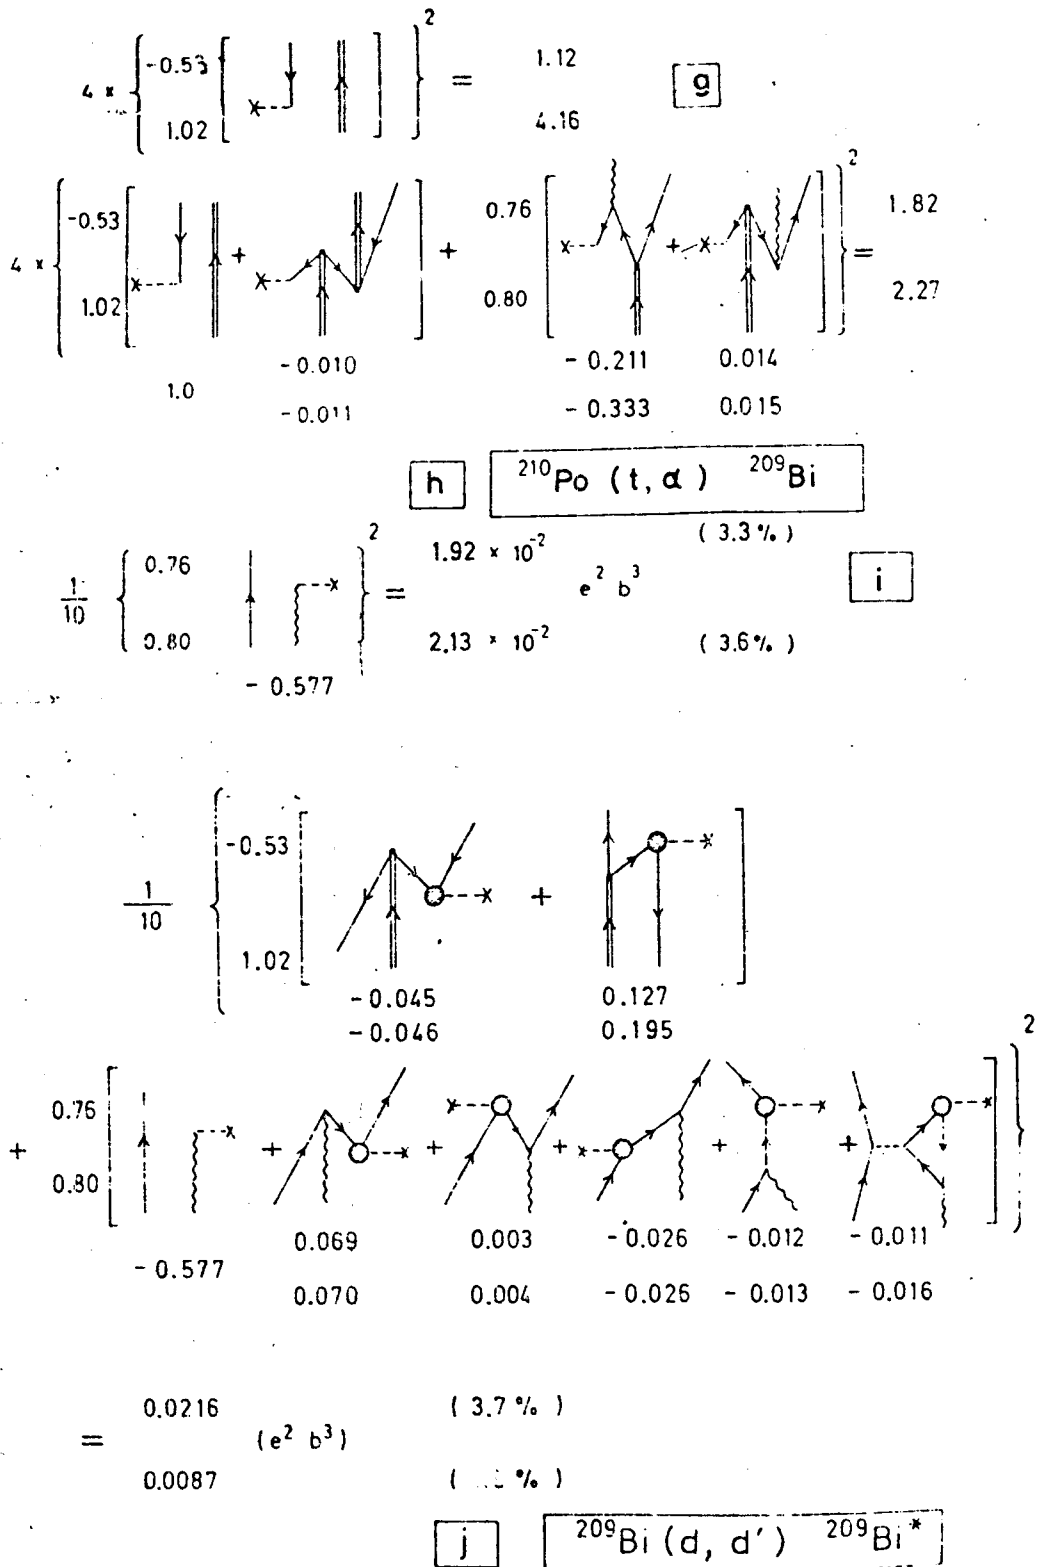 2
-0.53 1.12
4 × = g
1.02 4.16
2
-0.53 0.76 1.82
4 × + + + =
1.02 0.80 2.27
-0.010 - 0.211 0.014
1.0
-0.011 - 0.333 0.015
h ²¹⁰Po (t, α) ²⁰⁹Bi
2
0.76 1.92 × 10⁻² (3.3%)
1/10 = e² b³ i
0.80 2.13 × 10⁻² (3.6%)
- 0.577
-0.53
1/10 +
1.02
-0.045 0.127
-0.046 0.195
2
0.76
+ + + + + +
0.80
0.069 0.003 -0.026 -0.012 -0.011
- 0.577
0.070 0.004 -0.026 -0.013 -0.016
0.0216 (3.7%)
= (e² b³)
0.0087 ( %)
j ²⁰⁹Bi (d, d′) ²⁰⁹Bi*